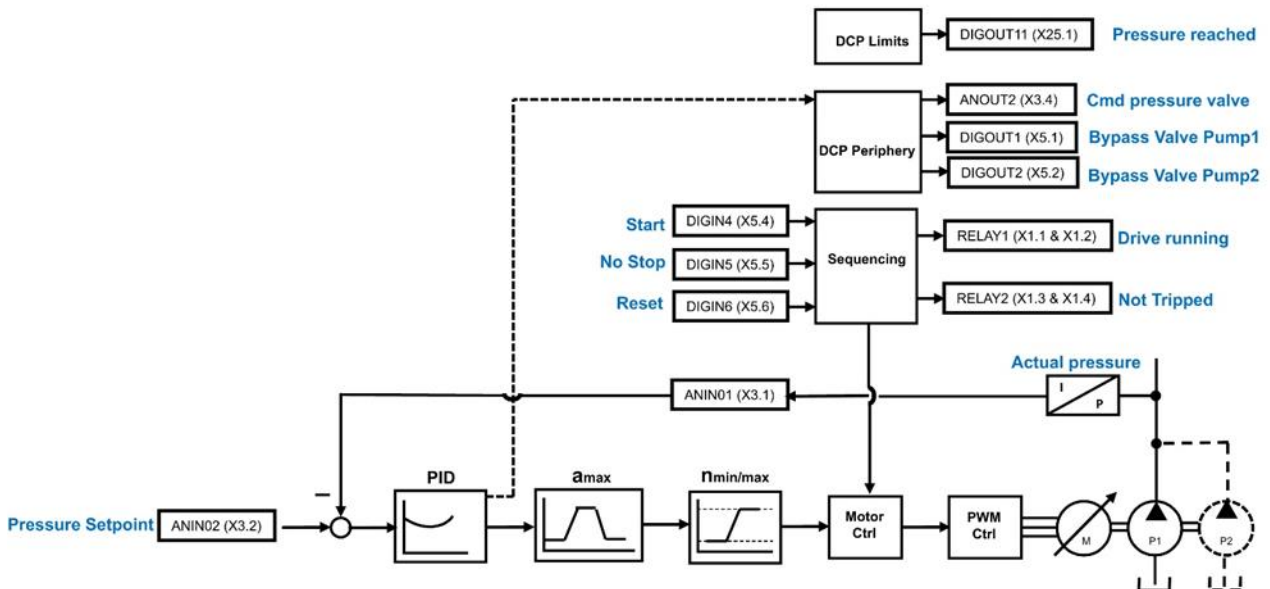 DCP Limits
DIGOUT11 (X25.1)
Pressure reached
DCP Periphery
ANOUT2 (X3.4)
Cmd pressure valve
DIGOUT1 (X5.1)
Bypass Valve Pump1
DIGOUT2 (X5.2)
Bypass Valve Pump2
Start
DIGIN4 (X5.4)
No Stop
DIGIN5 (X5.5)
Reset
DIGIN6 (X5.6)
Sequencing
RELAY1 (X1.1 & X1.2)
Drive running
RELAY2 (X1.3 & X1.4)
Not Tripped
Actual pressure
ANIN01 (X3.1)
I
P
–
PID
amax
nmin/max
Pressure Setpoint
ANIN02 (X3.2)
Motor
Ctrl
PWM
Ctrl
M
P1
P2